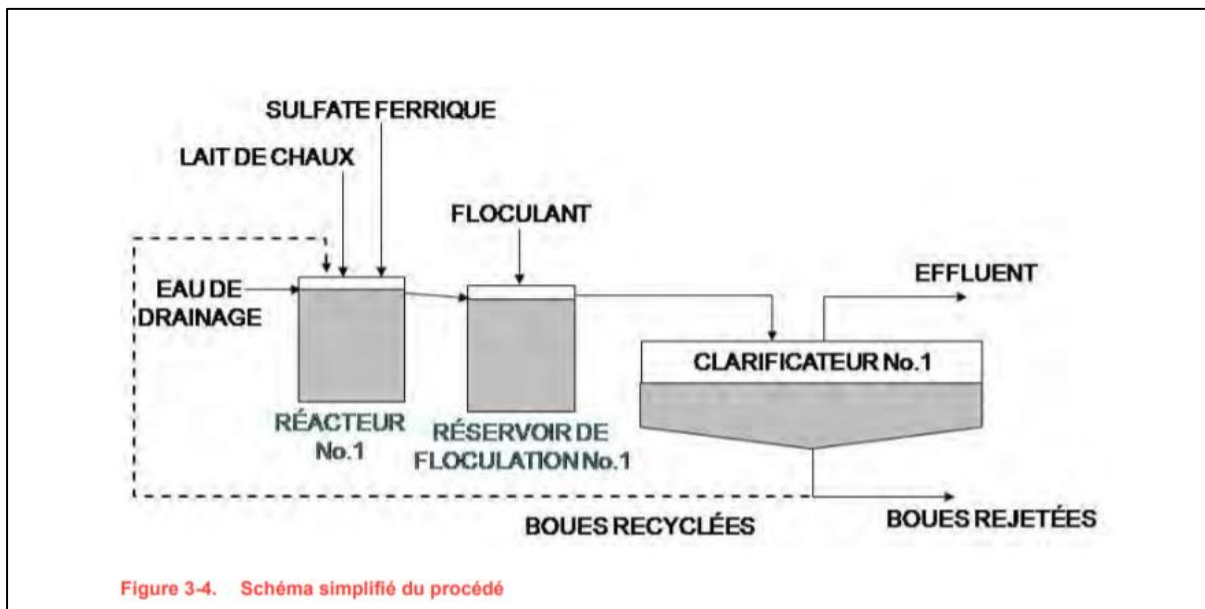 SULFATE FERRIQUE
LAIT DE CHAUX
FLOCULANT
EFFLUENT
EAU DE
DRAINAGE
CLARIFICATEUR No.1
RÉACTEUR
No.1
RÉSERVOIR DE
FLOCULATION No.1
BOUES RECYCLÉES
BOUES REJETÉES
Figure 3-4. Schéma simplifié du procédé